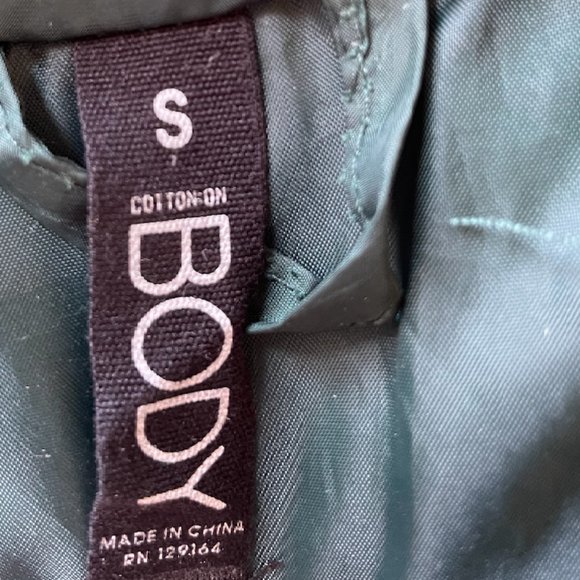 S
COTTON:ON
BODY
MADE IN CHINA
RN 129164